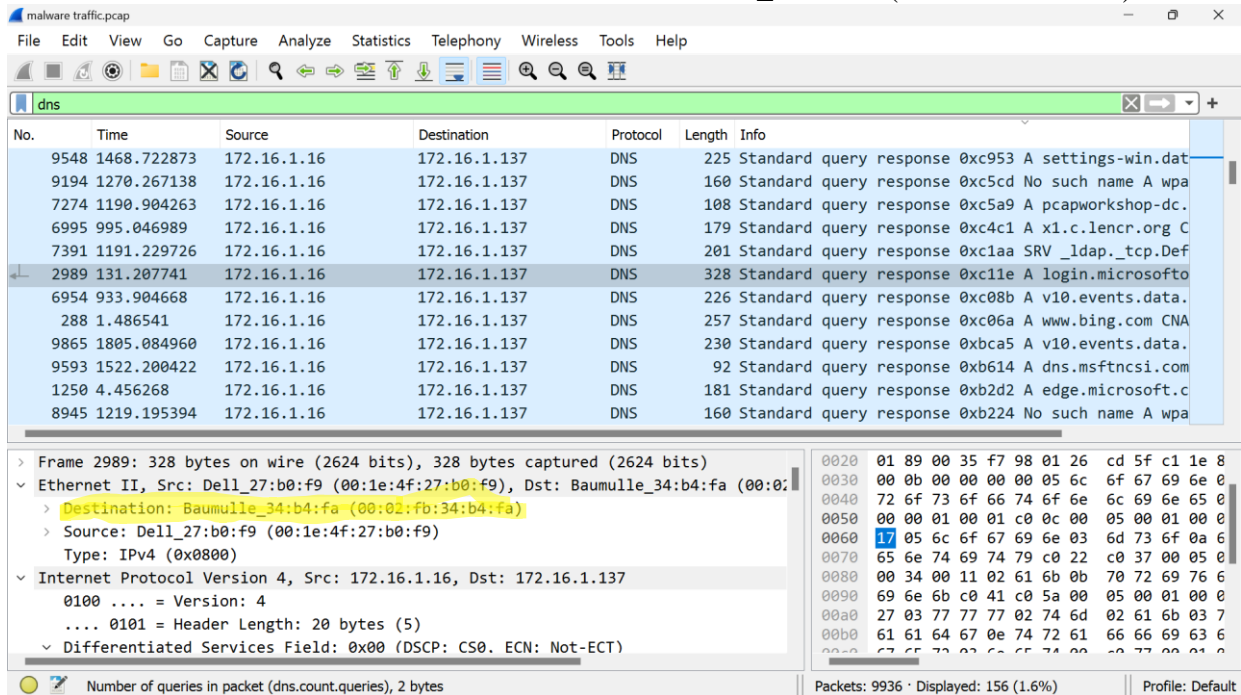 malware traffic.pcap
File Edit View Go Capture Analyze Statistics Telephony Wireless Tools Help
dns
No. Time Source Destination Protocol Length Info
9548 1468.722873 172.16.1.16 172.16.1.137 DNS 225 Standard query response 0xc953 A settings-win.dat
9194 1270.267138 172.16.1.16 172.16.1.137 DNS 160 Standard query response 0xc5cd No such name A wpa
7274 1190.904263 172.16.1.16 172.16.1.137 DNS 108 Standard query response 0xc5a9 A pcapworkshop-dc.
6995 995.046989 172.16.1.16 172.16.1.137 DNS 179 Standard query response 0xc4c1 A x1.c.lencr.org C
7391 1191.229726 172.16.1.16 172.16.1.137 DNS 201 Standard query response 0xc1aa SRV _ldap._tcp.Def
2989 131.207741 172.16.1.16 172.16.1.137 DNS 328 Standard query response 0xc11e A login.microsofto
6954 933.904668 172.16.1.16 172.16.1.137 DNS 226 Standard query response 0xc08b A v10.events.data.
288 1.486541 172.16.1.16 172.16.1.137 DNS 257 Standard query response 0xc06a A www.bing.com CNA
9865 1805.084960 172.16.1.16 172.16.1.137 DNS 230 Standard query response 0xbca5 A v10.events.data.
9593 1522.200422 172.16.1.16 172.16.1.137 DNS 92 Standard query response 0xb614 A dns.msftncsi.com
1250 4.456268 172.16.1.16 172.16.1.137 DNS 181 Standard query response 0xb2d2 A edge.microsoft.c
8945 1219.195394 172.16.1.16 172.16.1.137 DNS 160 Standard query response 0xb224 No such name A wpa
Frame 2989: 328 bytes on wire (2624 bits), 328 bytes captured (2624 bits)
Ethernet II, Src: Dell_27:b0:f9 (00:1e:4f:27:b0:f9), Dst: Baumulle_34:b4:fa (00:02
Destination: Baumulle_34:b4:fa (00:02:fb:34:b4:fa)
Source: Dell_27:b0:f9 (00:1e:4f:27:b0:f9)
Type: IPv4 (0x0800)
Internet Protocol Version 4, Src: 172.16.1.16, Dst: 172.16.1.137
0100 .... = Version: 4
.... 0101 = Header Length: 20 bytes (5)
Differentiated Services Field: 0x00 (DSCP: CS0, ECN: Not-ECT)
0020 01 89 00 35 f7 98 01 26 cd 5f c1 1e 8
0030 00 0b 00 00 00 00 05 6c 6f 67 69 6e 0
0040 72 6f 73 6f 66 74 6f 6e 6c 69 6e 65 0
0050 00 00 01 00 01 c0 0c 00 05 00 01 00 0
0060 17 05 6c 6f 67 69 6e 03 6d 73 6f 0a 6
0070 65 6e 74 69 74 79 c0 22 c0 37 00 05 0
0080 00 34 00 11 02 61 6b 0b 70 72 69 76 6
0090 69 6e 6b c0 41 c0 5a 00 05 00 01 00 0
00a0 27 03 77 77 77 02 74 6d 02 61 6b 03 7
00b0 61 61 64 67 0e 74 72 61 66 66 69 63 6
Number of queries in packet (dns.count.queries), 2 bytes
Packets: 9936 · Displayed: 156 (1.6%)
Profile: Default